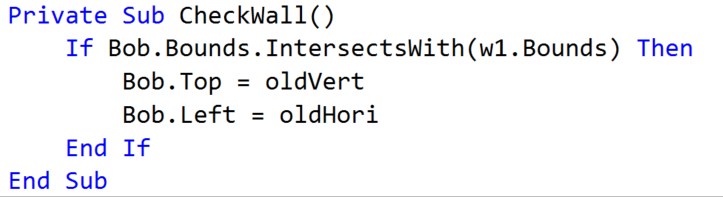 Private Sub CheckWall()
    If Bob.Bounds.IntersectsWith(w1.Bounds) Then
        Bob.Top = oldVert
        Bob.Left = oldHori
    End If
End Sub